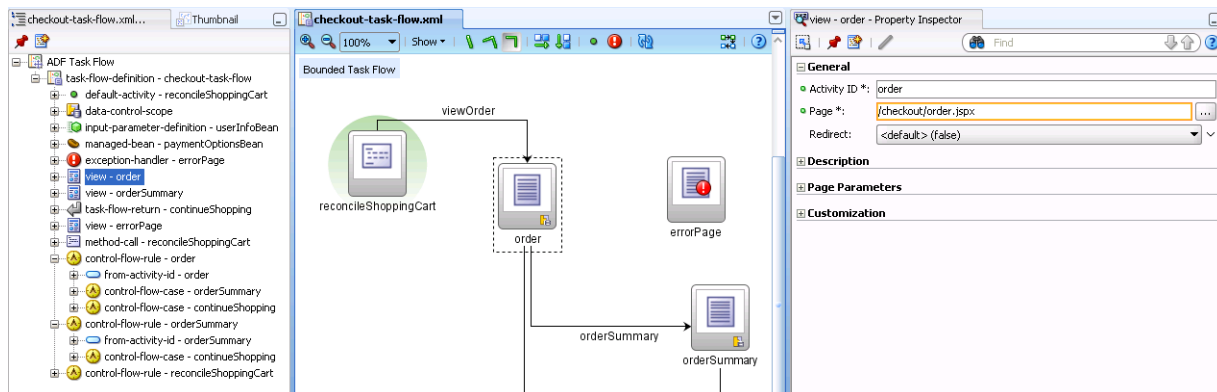 checkout-task-flow.xml...
Thumbnail
ADF Task Flow
task-flow-definition - checkout-task-flow
default-activity - reconcileShoppingCart
data-control-scope
input-parameter-definition - userInfoBean
managed-bean - paymentOptionsBean
exception-handler - errorPage
view - order
view - orderSummary
task-flow-return - continueShopping
view - errorPage
method-call - reconcileShoppingCart
control-flow-rule - order
from-activity-id - order
control-flow-case - orderSummary
control-flow-case - continueShopping
control-flow-rule - orderSummary
from-activity-id - orderSummary
control-flow-case - continueShopping
control-flow-rule - reconcileShoppingCart
checkout-task-flow.xml
100%
Show
Bounded Task Flow
viewOrder
reconcileShoppingCart
order
errorPage
orderSummary
orderSummary
view - order - Property Inspector
Find
General
Activity ID *: order
Page *: /checkout/order.jspx
...
Redirect: <default> (false)
Description
Page Parameters
Customization